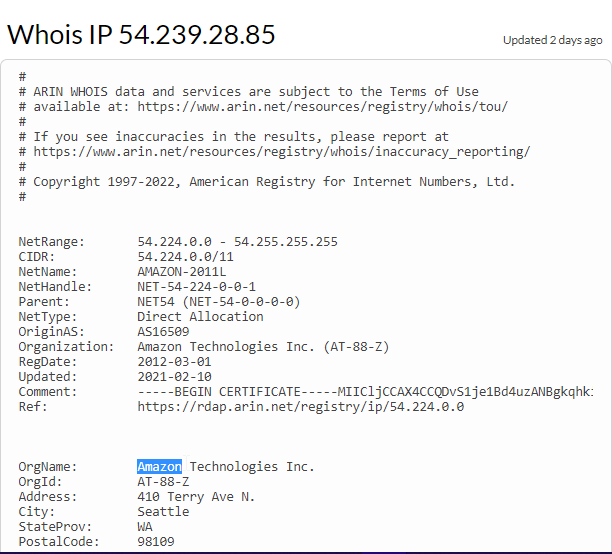 Whois IP 54.239.28.85
Updated 2 days ago
#
# ARIN WHOIS data and services are subject to the Terms of Use
# available at: https://www.arin.net/resources/registry/whois/tou/
#
# If you see inaccuracies in the results, please report at
# https://www.arin.net/resources/registry/whois/inaccuracy_reporting/
#
# Copyright 1997-2022, American Registry for Internet Numbers, Ltd.
#
NetRange: 54.224.0.0 - 54.255.255.255
CIDR: 54.224.0.0/11
NetName: AMAZON-2011L
NetHandle: NET-54-224-0-0-1
Parent: NET54 (NET-54-0-0-0-0)
NetType: Direct Allocation
OriginAS: AS16509
Organization: Amazon Technologies Inc. (AT-88-Z)
RegDate: 2012-03-01
Updated: 2021-02-10
Comment: -----BEGIN CERTIFICATE-----MIICljCCAX4CCQDvS1je1Bd4uzANBgkqhk
Ref: https://rdap.arin.net/registry/ip/54.224.0.0
OrgName: Amazon Technologies Inc.
OrgId: AT-88-Z
Address: 410 Terry Ave N.
City: Seattle
StateProv: WA
PostalCode: 98109